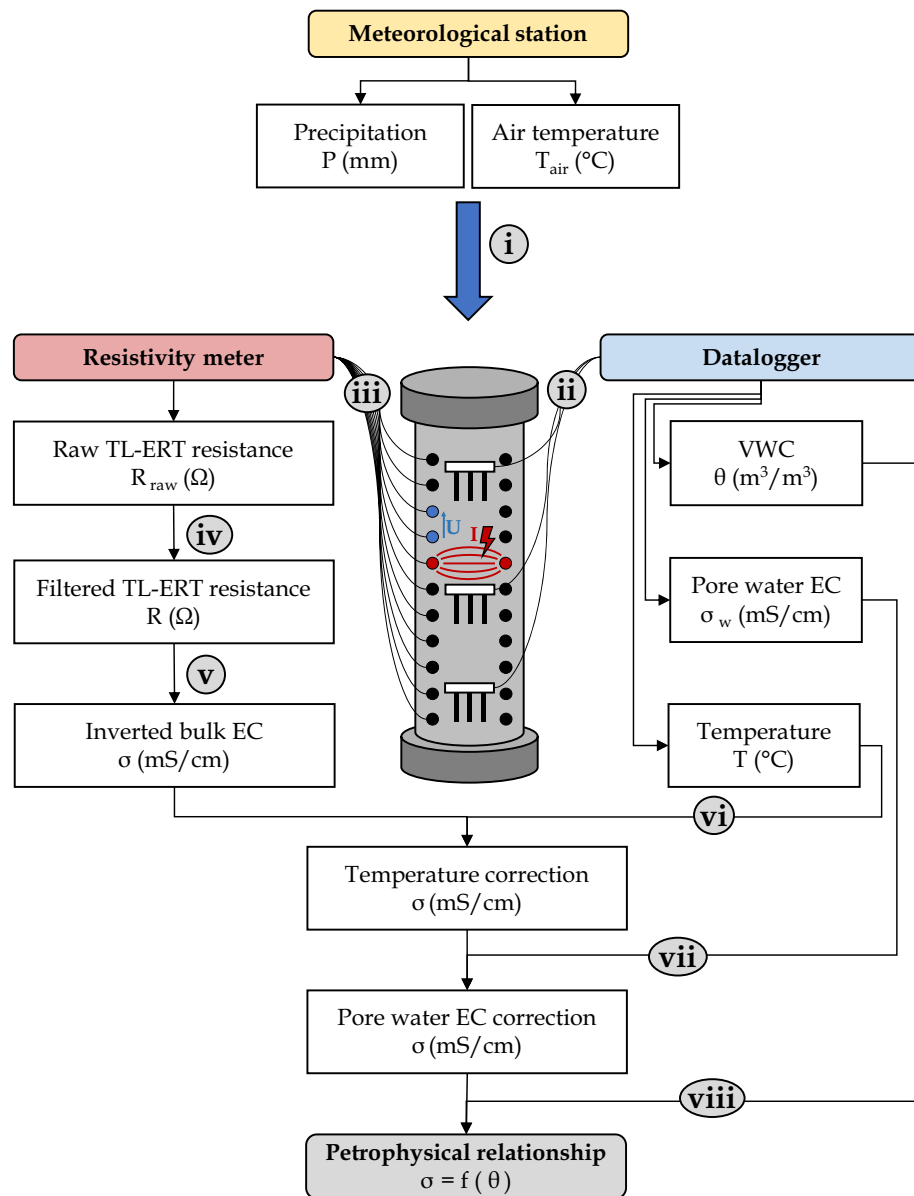 Meteorological station
Precipitation
P (mm)
Air temperature
T_air (°C)
i
Resistivity meter
iii
ii
Datalogger
Raw TL-ERT resistance
R_raw (Ω)
VWC
θ (m³/m³)
U
I
iv
Filtered TL-ERT resistance
R (Ω)
Pore water EC
σ_w (mS/cm)
v
Inverted bulk EC
σ (mS/cm)
Temperature
T (°C)
vi
Temperature correction
σ (mS/cm)
vii
Pore water EC correction
σ (mS/cm)
viii
Petrophysical relationship
σ = f ( θ )